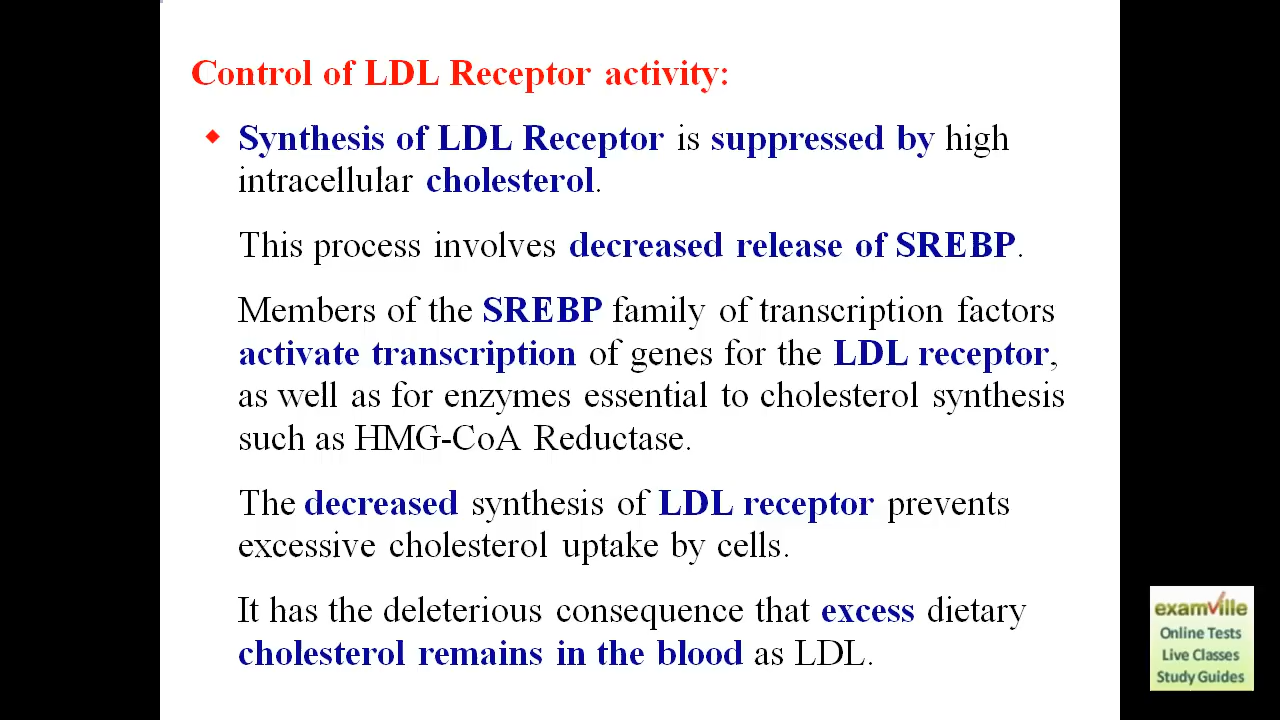 Control of LDL Receptor activity:
Synthesis of LDL Receptor is suppressed by high
intracellular cholesterol.
This process involves decreased release of SREBP.
Members of the SREBP family of transcription factors
activate transcription of genes for the LDL receptor,
as well as for enzymes essential to cholesterol synthesis
such as HMG-CoA Reductase.
The decreased synthesis of LDL receptor prevents
excessive cholesterol uptake by cells.
It has the deleterious consequence that excess dietary
cholesterol remains in the blood as LDL.
examville
Online Tests
Live Classes
Study Guides